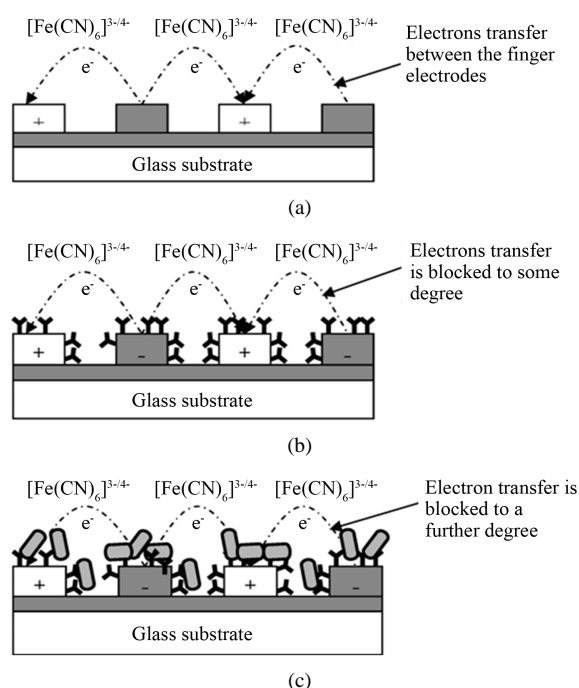 [Fe(CN)₆]³⁻/⁴⁻ [Fe(CN)₆]³⁻/⁴⁻ [Fe(CN)₆]³⁻/⁴⁻
Electrons transfer
between the finger
electrodes
e⁻ e⁻ e⁻
+ +
Glass substrate
(a)
[Fe(CN)₆]³⁻/⁴⁻ [Fe(CN)₆]³⁻/⁴⁻ [Fe(CN)₆]³⁻/⁴⁻
Electrons transfer
is blocked to some
degree
e⁻ e⁻ e⁻
+ - + -
Glass substrate
(b)
[Fe(CN)₆]³⁻/⁴⁻ [Fe(CN)₆]³⁻/⁴⁻ [Fe(CN)₆]³⁻/⁴⁻
Electron transfer is
blocked to a
further degree
e⁻ e⁻ e⁻
+ - + -
Glass substrate
(c)